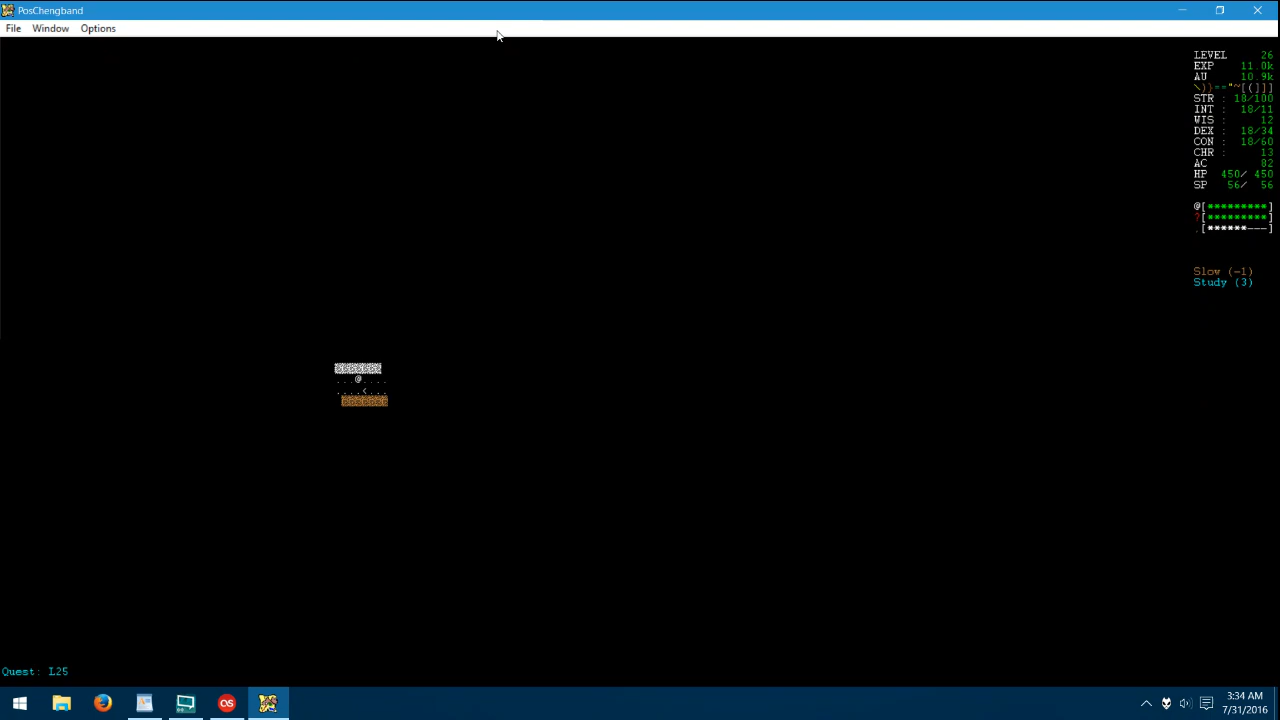 PosChengband
File Window Options
LEVEL 26
EXP 11.0k
AU 10.9k
\)}=="~[(]]]
STR : 18/100
INT : 18/11
WIS : 12
DEX : 18/34
CON : 18/60
CHR : 13
AC 82
HP 450/ 450
SP 56/ 56
@[*********]
?[*********]
.[******---]
Slow (-1)
Study (3)
...@....
....<...
Quest: L25
3:34 AM
7/31/2016